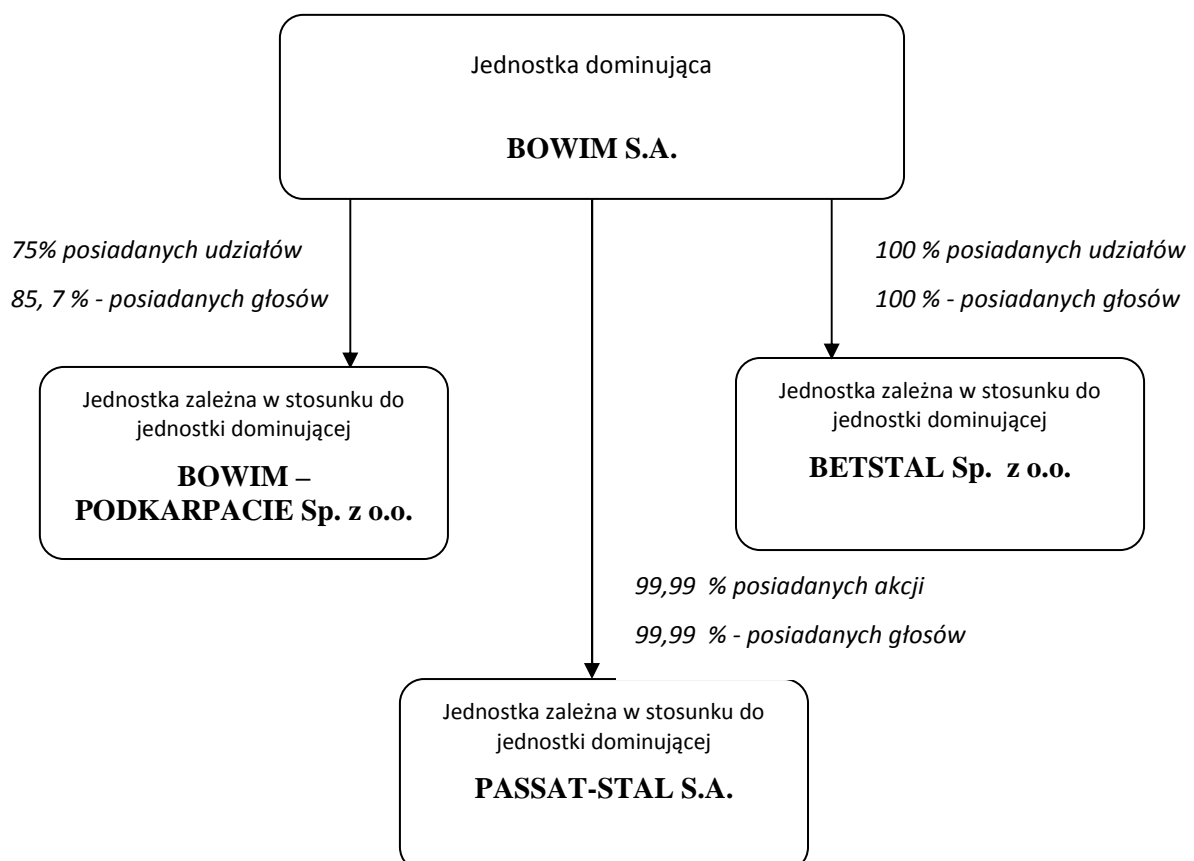 Jednostka dominująca
BOWIM S.A.
75% posiadanych udziałów
85, 7 % - posiadanych głosów
100 % posiadanych udziałów
100 % - posiadanych głosów
Jednostka zależna w stosunku do
jednostki dominującej
BOWIM –
PODKARPACIE Sp. z o.o.
Jednostka zależna w stosunku do
jednostki dominującej
BETSTAL Sp. z o.o.
99,99 % posiadanych akcji
99,99 % - posiadanych głosów
Jednostka zależna w stosunku do
jednostki dominującej
PASSAT-STAL S.A.